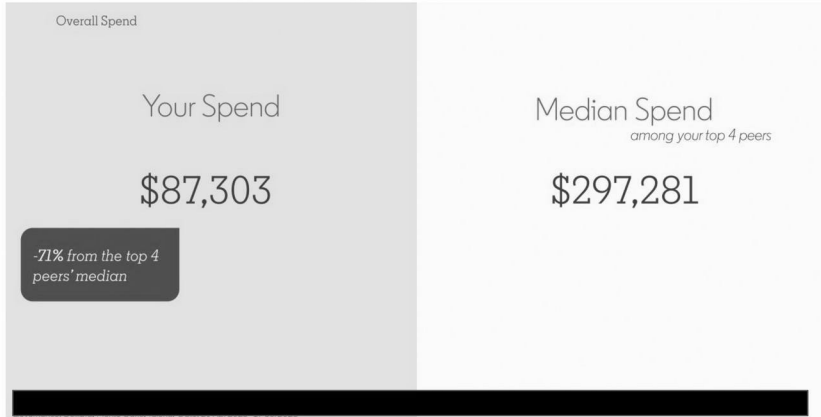 Overall Spend
Your Spend
$87,303
-71% from the top 4
peers' median
Median Spend
among your top 4 peers
$297,281